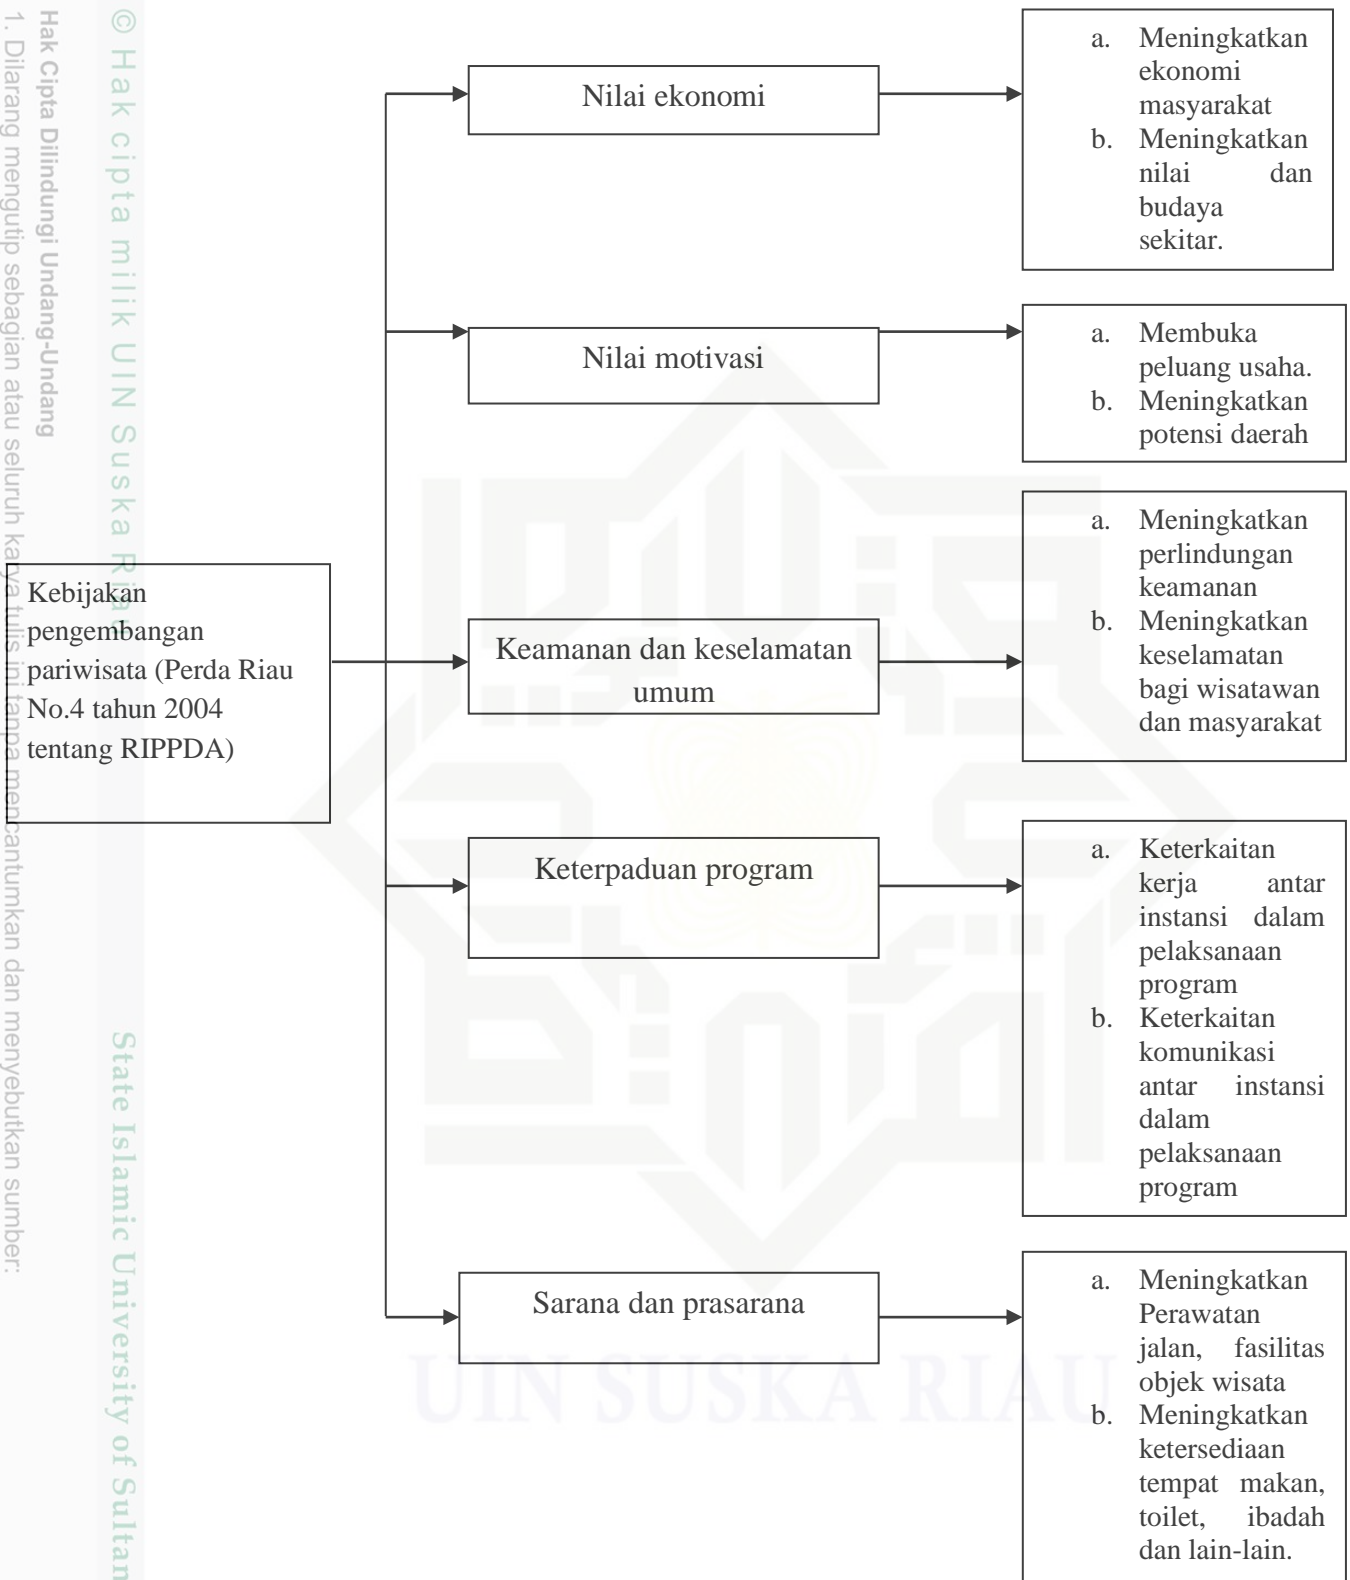 © Hak cipta milik UIN Suska Riau
State Islamic University of Sultan
Hak Cipta Dilindungi Undang-Undang
1. Dilarang mengutip sebagian atau seluruh karya tulis ini tanpa mencantumkan dan menyebutkan sumber:
Kebijakan
pengembangan
pariwisata (Perda Riau
No.4 tahun 2004
tentang RIPPDA)
Nilai ekonomi
a. Meningkatkan
ekonomi
masyarakat
b. Meningkatkan
nilai dan
budaya
sekitar.
Nilai motivasi
a. Membuka
peluang usaha.
b. Meningkatkan
potensi daerah
Keamanan dan keselamatan
umum
a. Meningkatkan
perlindungan
keamanan
b. Meningkatkan
keselamatan
bagi wisatawan
dan masyarakat
Keterpaduan program
a. Keterkaitan
kerja antar
instansi dalam
pelaksanaan
program
b. Keterkaitan
komunikasi
antar instansi
dalam
pelaksanaan
program
Sarana dan prasarana
a. Meningkatkan
Perawatan
jalan, fasilitas
objek wisata
b. Meningkatkan
ketersediaan
tempat makan,
toilet, ibadah
dan lain-lain.
UIN SUSKA RIAU